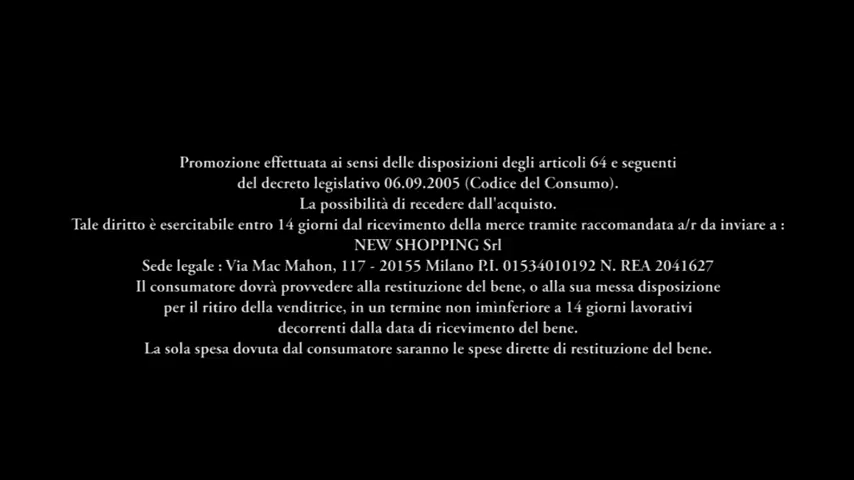 Promozione effettuata ai sensi delle disposizioni degli articoli 64 e seguenti
del decreto legislativo 06.09.2005 (Codice del Consumo).
La possibilità di recedere dall'acquisto.
Tale diritto è esercitabile entro 14 giorni dal ricevimento della merce tramite raccomandata a/r da inviare a :
NEW SHOPPING Srl
Sede legale : Via Mac Mahon, 117 - 20155 Milano P.I. 01534010192 N. REA 2041627
Il consumatore dovrà provvedere alla restituzione del bene, o alla sua messa disposizione
per il ritiro della venditrice, in un termine non imìnferiore a 14 giorni lavorativi
decorrenti dalla data di ricevimento del bene.
La sola spesa dovuta dal consumatore saranno le spese dirette di restituzione del bene.